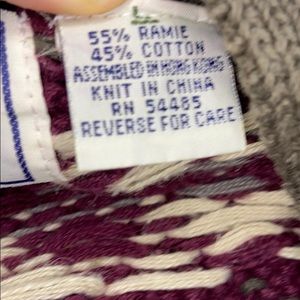 55% RAMIE
45% COTTON
ASSEMBLED IN HONG KONG
KNIT IN CHINA
RN 54485
REVERSE FOR CARE